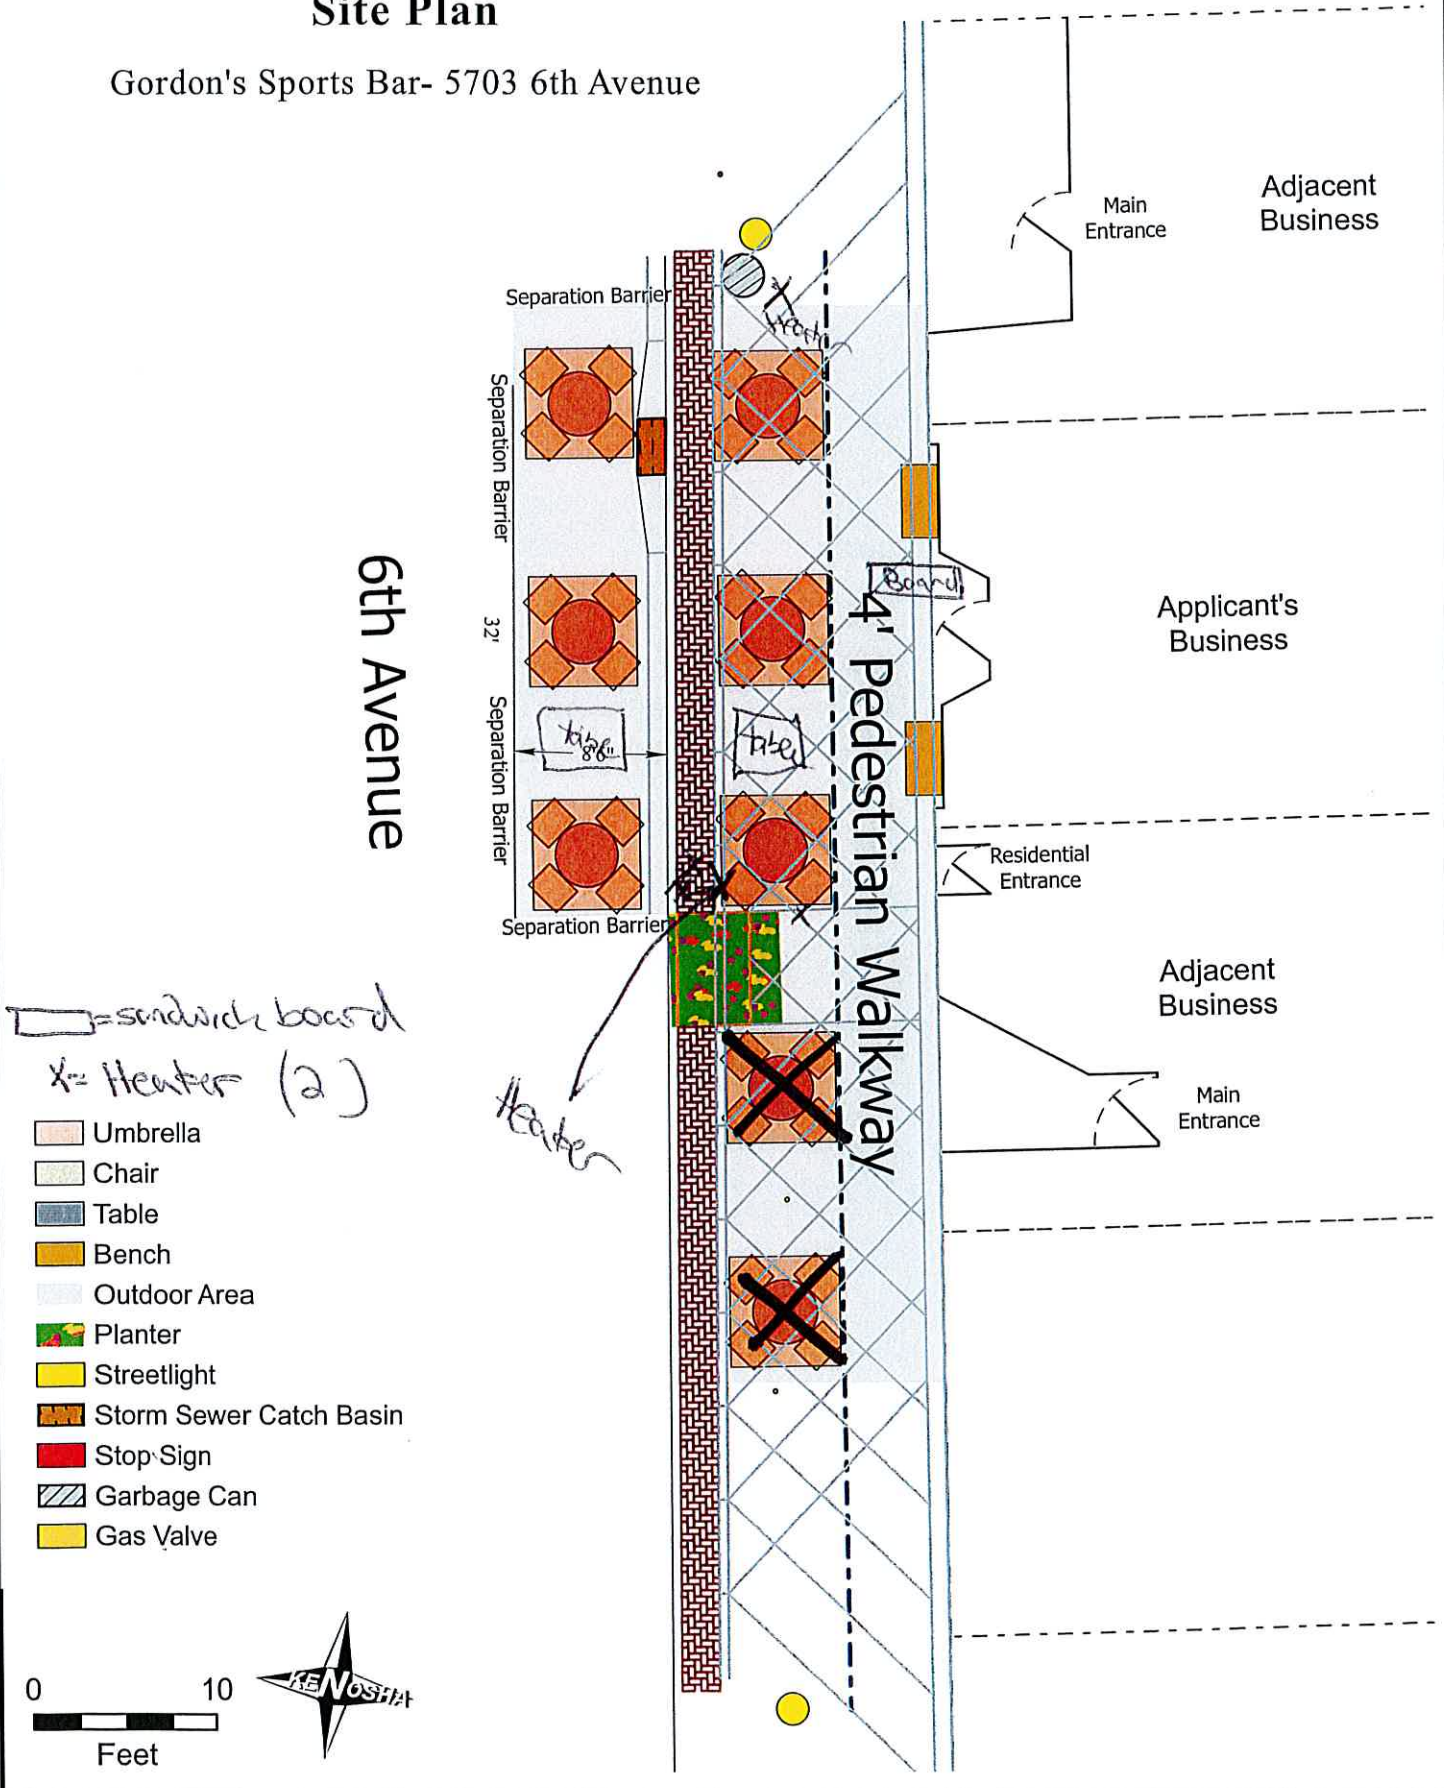 Site Plan
Gordon's Sports Bar- 5703 6th Avenue
Adjacent
Business
Main
Entrance
Separation Barrier
Heater
Separation Barrier
6th Avenue
32'
Board
4' Pedestrian Walkway
Applicant's
Business
Separation Barrier
8'6"
table
Residential
Entrance
Separation Barrier
Adjacent
Business
Main
Entrance
=sandwich board
X= Heater (2)
Heater
Umbrella
Chair
Table
Bench
Outdoor Area
Planter
Streetlight
Storm Sewer Catch Basin
Stop Sign
Garbage Can
Gas Valve
KENOSHA
0 10
Feet